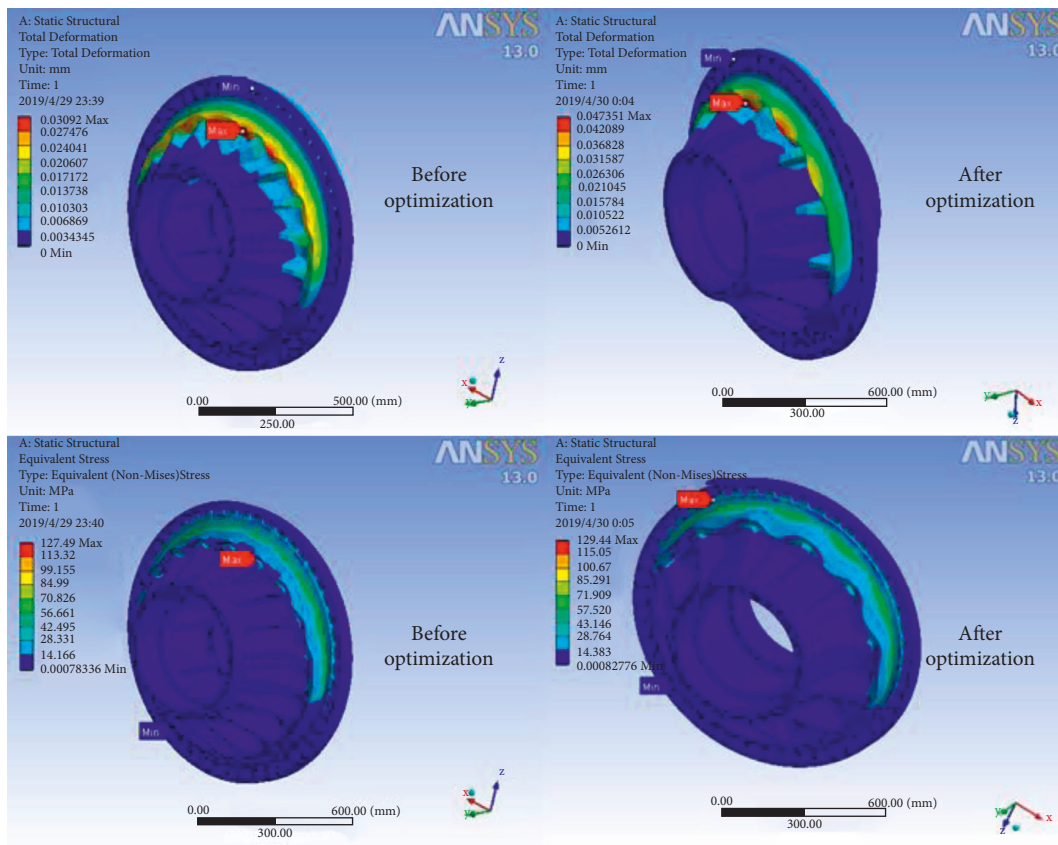 A: Static Structural
Total Deformation
Type: Total Deformation
Unit: mm
Time: 1
2019/4/29 23:39
0.03092 Max
0.027476
0.024041
0.020607
0.017172
0.013738
0.010303
0.006869
0.0034345
0 Min
ANSYS
13.0
Min
Max
Before
optimization
z
x
y
0.00
500.00 (mm)
250.00
A: Static Structural
Total Deformation
Type: Total Deformation
Unit: mm
Time: 1
2019/4/30 0:04
0.047351 Max
0.042089
0.036828
0.031587
0.026306
0.021045
0.015784
0.010522
0.0052612
0 Min
ANSYS
13.0
Min
Max
After
optimization
y
x
z
0.00
600.00 (mm)
300.00
A: Static Structural
Equivalent Stress
Type: Equivalent (Non-Mises)Stress
Unit: MPa
Time: 1
2019/4/29 23:40
127.49 Max
113.32
99.155
84.99
70.826
56.661
42.495
28.331
14.166
0.00078336 Min
ANSYS
13.0
Max
Min
Before
optimization
z
x
y
0.00
600.00 (mm)
300.00
A: Static Structural
Equivalent Stress
Type: Equivalent (Non-Mises)Stress
Unit: MPa
Time: 1
2019/4/30 0:05
129.44 Max
115.05
100.67
85.291
71.909
57.520
43.146
28.764
14.383
0.00082776 Min
ANSYS
13.0
Max
Min
After
optimization
y
z
x
0.00
600.00 (mm)
300.00